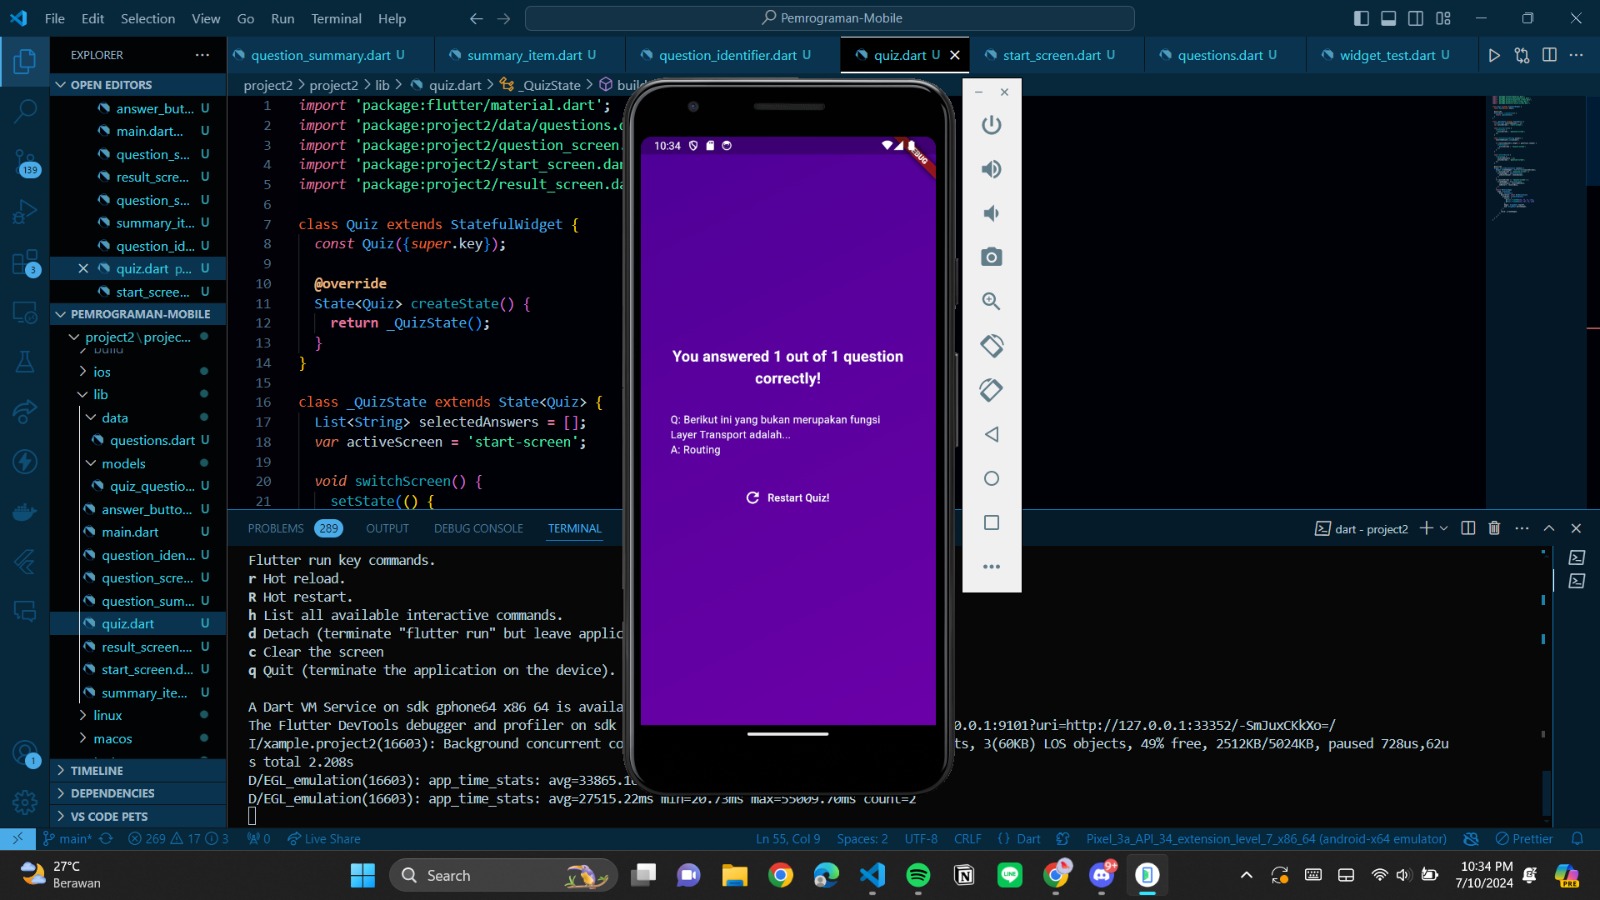 File Edit Selection View Go Run Terminal Help
Pemrograman-Mobile
EXPLORER
question_summary.dart U
summary_item.dart U
question_identifier.dart U
quiz.dart U
start_screen.dart U
questions.dart U
widget_test.dart U
OPEN EDITORS
answer_but... U
main.dart... U
question_s... U
result_scre... U
question_s... U
summary_it... U
question_id... U
quiz.dart p... U
start_scree... U
PEMROGRAMAN-MOBILE
project2\projec...
build
ios
lib
data
questions.dart U
models
quiz_questio... U
answer_butto... U
main.dart U
question_iden... U
question_scre... U
question_sum... U
quiz.dart U
result_screen.... U
start_screen.d... U
summary_ite... U
linux
macos
TIMELINE
DEPENDENCIES
VS CODE PETS
139
3
1
project2 > project2 > lib > quiz.dart > _QuizState > build
1 import 'package:flutter/material.dart';
2 import 'package:project2/data/questions.
3 import 'package:project2/question_screen.
4 import 'package:project2/start_screen.dar
5 import 'package:project2/result_screen.da
6
7 class Quiz extends StatefulWidget {
8 const Quiz({super.key});
9
10 @override
11 State<Quiz> createState() {
12 return _QuizState();
13 }
14 }
15
16 class _QuizState extends State<Quiz> {
17 List<String> selectedAnswers = [];
18 var activeScreen = 'start-screen';
19
20 void switchScreen() {
21 setState(() {
10:34
DEBUG
You answered 1 out of 1 question
correctly!
Q: Berikut ini yang bukan merupakan fungsi
Layer Transport adalah...
A: Routing
Restart Quiz!
PROBLEMS 289 OUTPUT DEBUG CONSOLE TERMINAL
dart - project2
Flutter run key commands.
r Hot reload.
R Hot restart.
h List all available interactive commands.
d Detach (terminate "flutter run" but leave applic
c Clear the screen
q Quit (terminate the application on the device).
A Dart VM Service on sdk gphone64 x86 64 is availa
The Flutter DevTools debugger and profiler on sdk 0.0.1:9101?uri=http://127.0.0.1:33352/-SmJuxCKkXo=/
I/xample.project2(16603): Background concurrent co ts, 3(60KB) LOS objects, 49% free, 2512KB/5024KB, paused 728us,62u
s total 2.208s
D/EGL_emulation(16603): app_time_stats: avg=33865.1
D/EGL_emulation(16603): app_time_stats: avg=27515.22ms min=20.73ms max=55009.70ms count=2
main* 269 17 3 0 Live Share
Ln 55, Col 9 Spaces: 2 UTF-8 CRLF { } Dart Pixel_3a_API_34_extension_level_7_x86_64 (android-x64 emulator) Prettier
27°C
Berawan
Search
9+
10:34 PM
7/10/2024
PRE